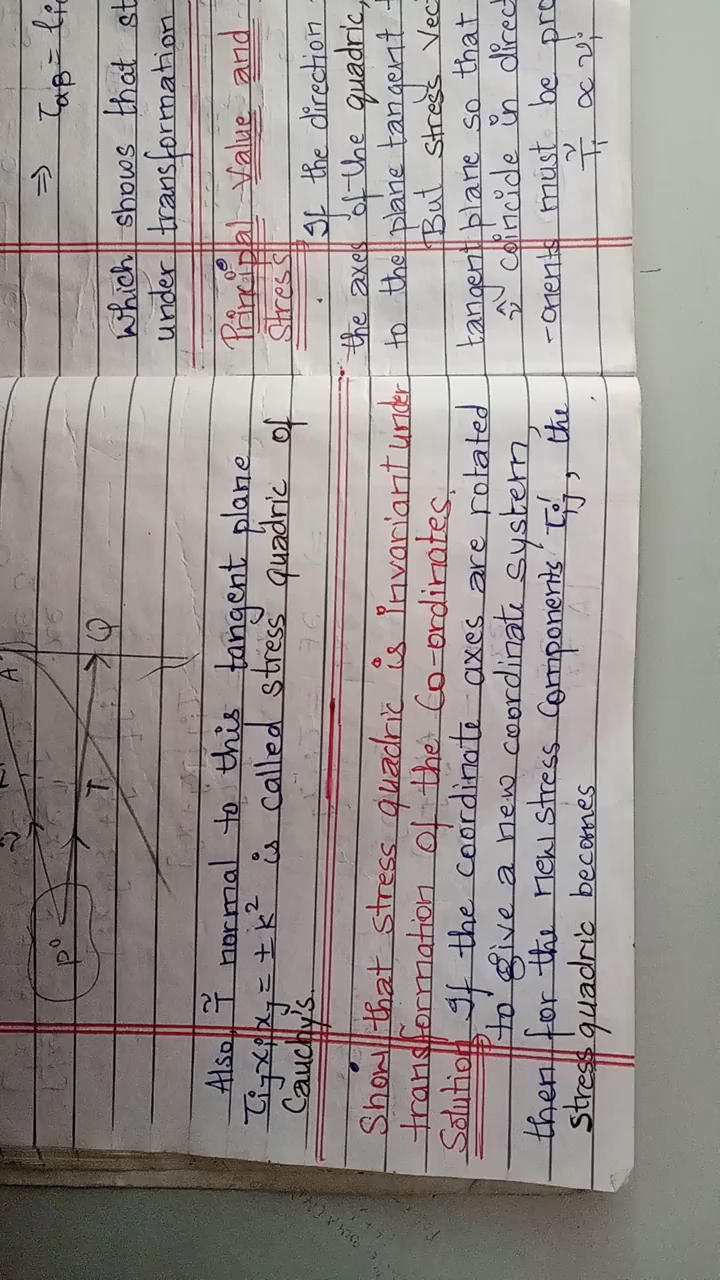 A
P°
T
Q
Also, T̃ normal to this tangent plane
τij xi xj = ± K² is called stress quadric of
Cauchy's.
Show that stress quadric is invariant under
transformation of the Co-ordinates.
Solution If the coordinate axes are rotated
to give a new coordinate system,
then for the new stress components τ'ij, the
stress quadric becomes
⇒ ταβ =
Which shows that st
under transformation
Principal Value and
Stress
If the direction
the axes of the quadric,
to the plane tangent
But stress vec
tangent plane so that
ν̃ coincide in direc
-onents must be pro
T̃i ∝ νi